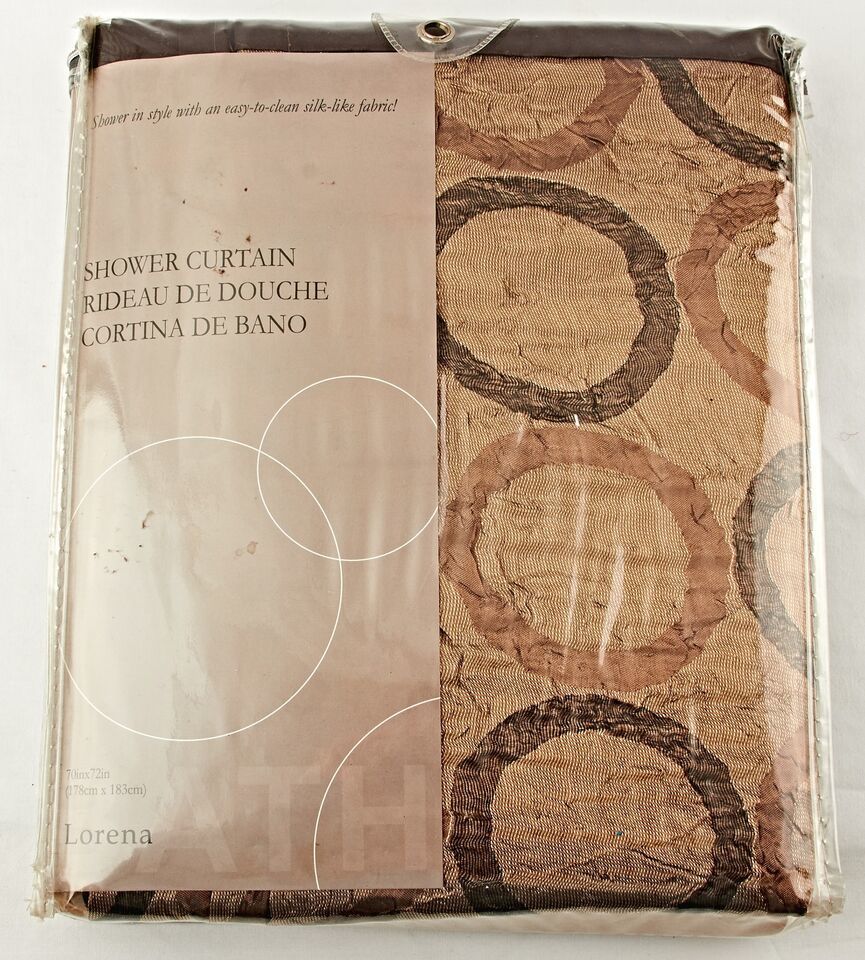 Shower in style with an easy-to-clean silk-like fabric!
SHOWER CURTAIN
RIDEAU DE DOUCHE
CORTINA DE BANO
70inx72in
(178cm x 183cm)
Lorena
ATH